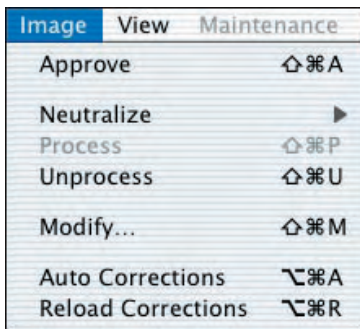 Image View Maintenance
Approve ⇧⌘A
Neutralize ▶
Process ⇧⌘P
Unprocess ⇧⌘U
Modify... ⇧⌘M
Auto Corrections ⌥⌘A
Reload Corrections ⌥⌘R